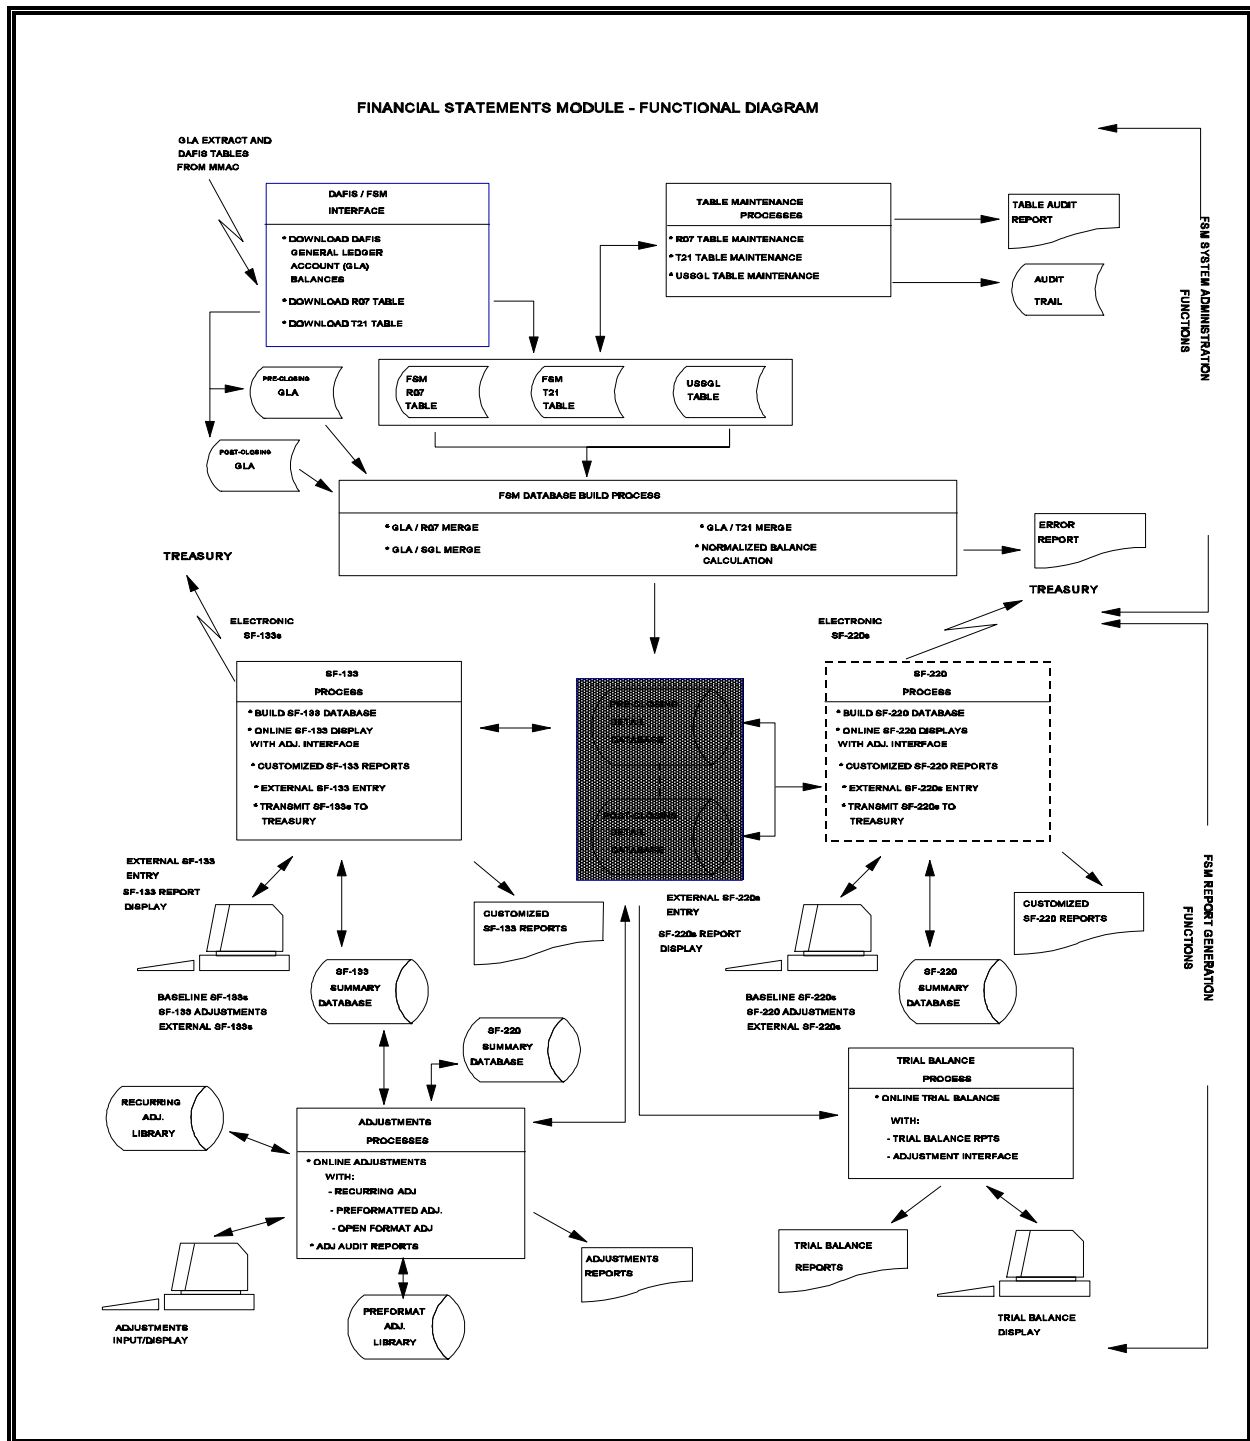 FINANCIAL STATEMENTS MODULE - FUNCTIONAL DIAGRAM
GLA EXTRACT AND
DAFIS TABLES
FROM MMAC
DAFIS / FSM
INTERFACE
* DOWNLOAD DAFIS
GENERAL LEDGER
ACCOUNT (GLA)
BALANCES
* DOWNLOAD R07 TABLE
* DOWNLOAD T21 TABLE
TABLE MAINTENANCE
PROCESSES
* R07 TABLE MAINTENANCE
* T21 TABLE MAINTENANCE
* USSGL TABLE MAINTENANCE
TABLE AUDIT
REPORT
AUDIT
TRAIL
FSM SYSTEM ADMINISTRATION
FUNCTIONS
PRE-CLOSING
GLA
FSM
R07
TABLE
FSM
T21
TABLE
USSGL
TABLE
POST-CLOSING
GLA
FSM DATABASE BUILD PROCESS
* GLA / R07 MERGE
* GLA / SGL MERGE
* GLA / T21 MERGE
* NORMALIZED BALANCE
CALCULATION
ERROR
REPORT
TREASURY
ELECTRONIC
SF-133s
TREASURY
ELECTRONIC
SF-220s
SF-133
PROCESS
* BUILD SF-133 DATABASE
* ONLINE SF-133 DISPLAY
WITH ADJ. INTERFACE
* CUSTOMIZED SF-133 REPORTS
* EXTERNAL SF-133 ENTRY
* TRANSMIT SF-133s TO
TREASURY
PRE-CLOSING
DETAIL
DATABASE
POST-CLOSING
DETAIL
DATABASE
SF-220
PROCESS
* BUILD SF-220 DATABASE
* ONLINE SF-220 DISPLAYS
WITH ADJ. INTERFACE
* CUSTOMIZED SF-220 REPORTS
* EXTERNAL SF-220s ENTRY
* TRANSMIT SF-220s TO
TREASURY
EXTERNAL SF-133
ENTRY
SF-133 REPORT
DISPLAY
CUSTOMIZED
SF-133 REPORTS
EXTERNAL SF-220s
ENTRY
SF-220s REPORT
DISPLAY
CUSTOMIZED
SF-220 REPORTS
FSM REPORT GENERATION
FUNCTIONS
BASELINE SF-133s
SF-133 ADJUSTMENTS
EXTERNAL SF-133s
SF-133
SUMMARY
DATABASE
BASELINE SF-220s
SF-220 ADJUSTMENTS
EXTERNAL SF-220s
SF-220
SUMMARY
DATABASE
SF-220
SUMMARY
DATABASE
RECURRING
ADJ.
LIBRARY
ADJUSTMENTS
PROCESSES
* ONLINE ADJUSTMENTS
WITH:
- RECURRING ADJ
- PREFORMATTED ADJ.
- OPEN FORMAT ADJ
* ADJ AUDIT REPORTS
TRIAL BALANCE
PROCESS
* ONLINE TRIAL BALANCE
WITH:
- TRIAL BALANCE RPTS
- ADJUSTMENT INTERFACE
ADJUSTMENTS
INPUT/DISPLAY
PREFORMAT
ADJ.
LIBRARY
ADJUSTMENTS
REPORTS
TRIAL BALANCE
REPORTS
TRIAL BALANCE
DISPLAY